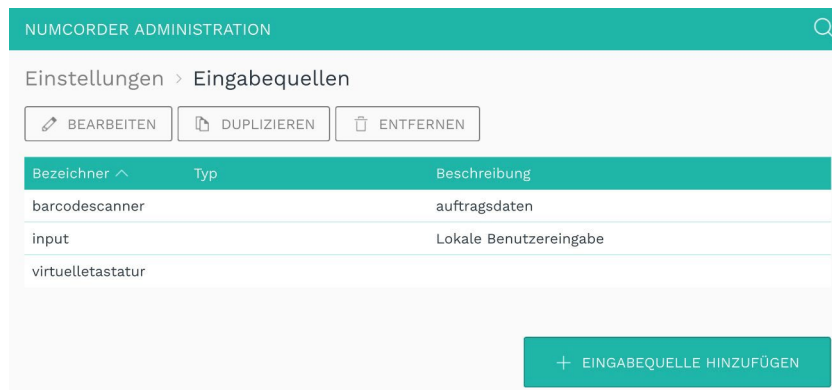 NUMCORDER ADMINISTRATION
Einstellungen > Eingabequellen
BEARBEITEN DUPLIZIEREN ENTFERNEN
Bezeichner Typ Beschreibung
barcodescanner auftragsdaten
input Lokale Benutzereingabe
virtuelletastatur
+ EINGABEQUELLE HINZUFÜGEN